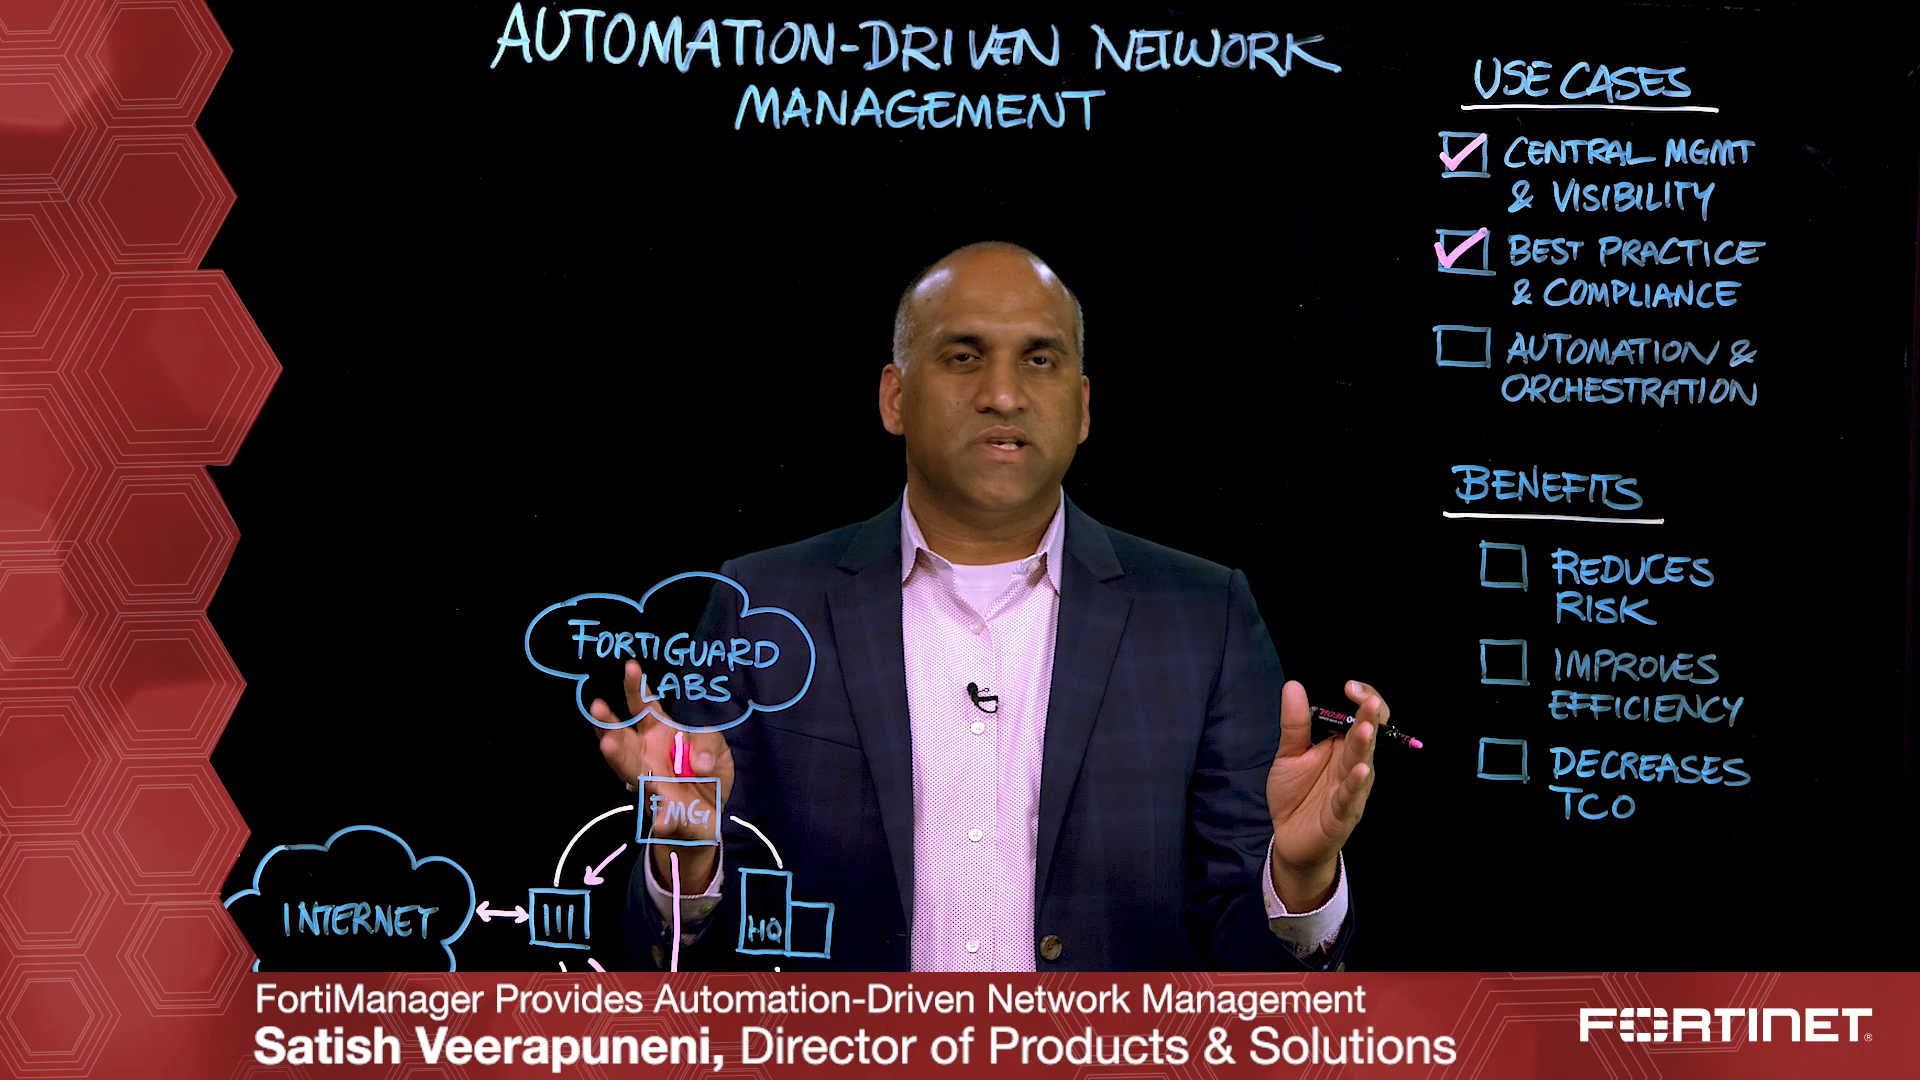 AUTOMATION-DRIVEN NETWORK
MANAGEMENT
USE CASES
CENTRAL MGMT
& VISIBILITY
BEST PRACTICE
& COMPLIANCE
AUTOMATION &
ORCHESTRATION
BENEFITS
REDUCES
RISK
IMPROVES
EFFICIENCY
DECREASES
TCO
FORTIGUARD
LABS
FMG
INTERNET
HQ
FortiManager Provides Automation-Driven Network Management
Satish Veerapuneni, Director of Products & Solutions
FORTINET®